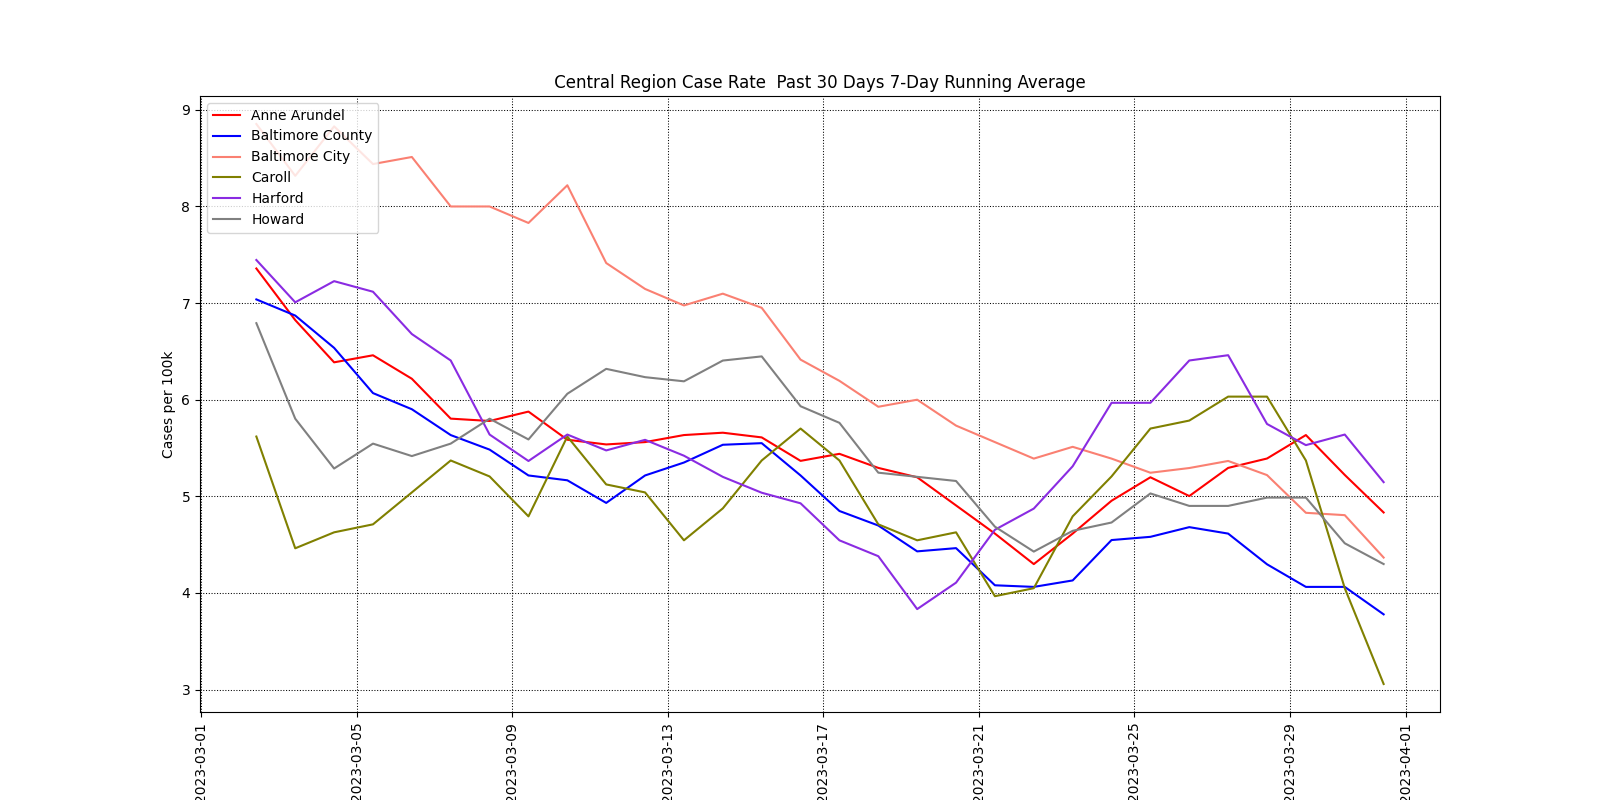 Central Region Case Rate  Past 30 Days 7-Day Running Average
Cases per 100k
9
8
7
6
5
4
3
Anne Arundel
Baltimore County
Baltimore City
Caroll
Harford
Howard
2023-03-01
2023-03-05
2023-03-09
2023-03-13
2023-03-17
2023-03-21
2023-03-25
2023-03-29
2023-04-01